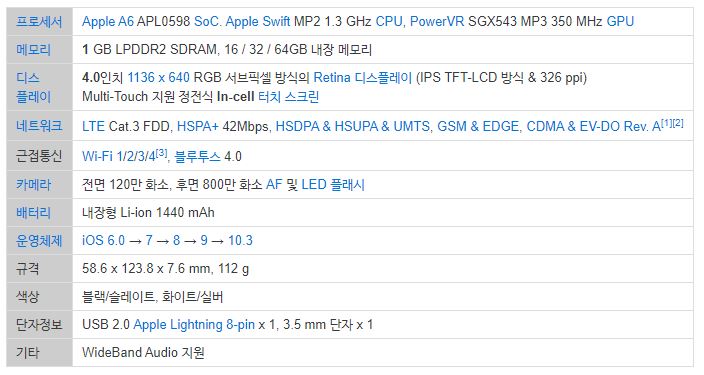 프로세서 Apple A6 APL0598 SoC. Apple Swift MP2 1.3 GHz CPU, PowerVR SGX543 MP3 350 MHz GPU
메모리 1 GB LPDDR2 SDRAM, 16 / 32 / 64GB 내장 메모리
디스플레이 4.0인치 1136 x 640 RGB 서브픽셀 방식의 Retina 디스플레이 (IPS TFT-LCD 방식 & 326 ppi)
Multi-Touch 지원 정전식 In-cell 터치 스크린
네트워크 LTE Cat.3 FDD, HSPA+ 42Mbps, HSDPA & HSUPA & UMTS, GSM & EDGE, CDMA & EV-DO Rev. A[1][2]
근접통신 Wi-Fi 1/2/3/4[3], 블루투스 4.0
카메라 전면 120만 화소, 후면 800만 화소 AF 및 LED 플래시
배터리 내장형 Li-ion 1440 mAh
운영체제 iOS 6.0 → 7 → 8 → 9 → 10.3
규격 58.6 x 123.8 x 7.6 mm, 112 g
색상 블랙/슬레이트, 화이트/실버
단자정보 USB 2.0 Apple Lightning 8-pin x 1, 3.5 mm 단자 x 1
기타 WideBand Audio 지원